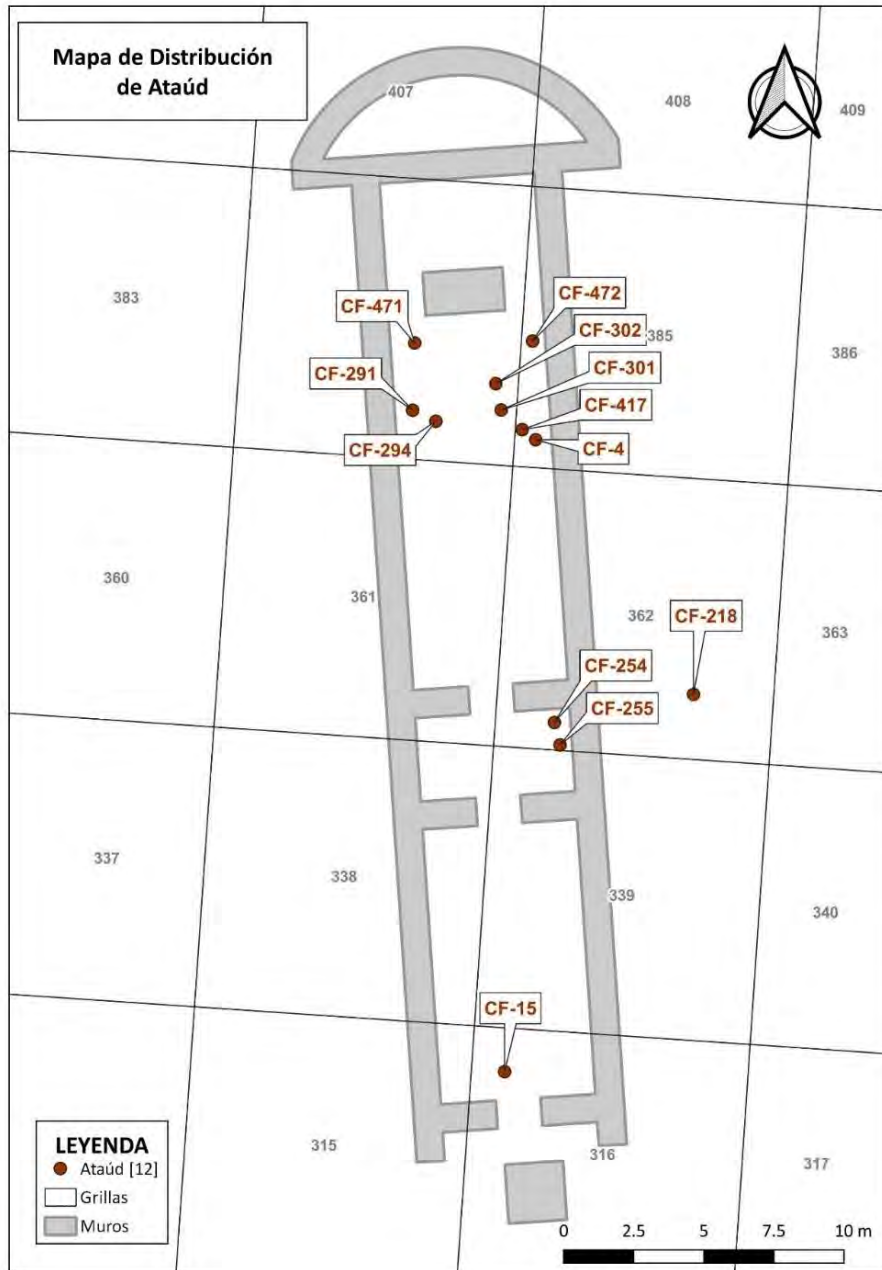 Mapa de Distribución
de Ataúd
407
408
409
383
CF-471
CF-472
CF-302
385
386
CF-291
CF-301
CF-417
CF-294
CF-4
360
361
362
CF-218
363
CF-254
CF-255
337
338
339
340
CF-15
LEYENDA
Ataúd [12]
Grillas
Muros
315
316
317
0 2.5 5 7.5 10 m